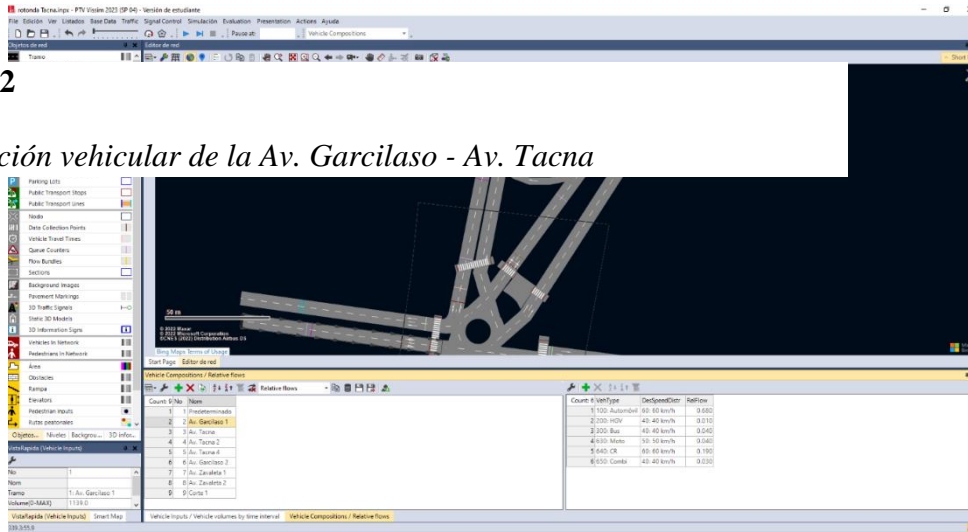 rotonda Tacna.inpx - PTV Vissim 2023 (SP 04) - Versión de estudiante
File Edición Ver Listados Base Data Traffic Signal Control Simulación Evaluation Presentation Actions Ayuda
Pause at: Vehicle Compositions
Objetos de red Editor de red
Tramo
2
ción vehicular de la Av. Garcilaso - Av. Tacna
Parking Lots
Public Transport Stops
Public Transport Lines
Nodo
Data Collection Points
Vehicle Travel Times
Queue Counters
Flow Bundles
Sections
Background Images
Pavement Markings
3D Traffic Signals
Static 3D Models
3D Information Signs
Vehicles In Network
Pedestrians In Network
Área
Obstacles
Rampa
Elevators
Pedestrian Inputs
Rutas peatonales
Objetos... Niveles Backgrou... 3D infor...
VistaRapida (Vehicle Inputs)
No 1
Nom
Tramo 1: Av. Garcilaso 1
Volume(0-MAX) 1139.0
VistaRapida (Vehicle Inputs) Smart Map
50 m
© 2022 Microsoft Corporation
Bing Maps Terms of Usage
Start Page Editor de red
Vehicle Compositions / Relative flows
Relative flows
Count: 9 No Nom
1 1 Predeterminado
2 2 Av. Garcilaso 1
3 3 Av. Tacna
4 4 Av. Tacna 2
5 5 Av. Tacna 4
6 6 Av. Garcilaso 2
7 7 Av. Zavaleta 1
8 8 Av. Zavaleta 2
9 9 Corte 1
Count: 6 VehType DesSpeedDistr RelFlow
1 100: Automóvil 60: 60 km/h 0.680
2 200: HGV 40: 40 km/h 0.010
3 300: Bus 40: 40 km/h 0.040
4 630: Moto 50: 50 km/h 0.040
5 640: CR 60: 60 km/h 0.190
6 650: Combi 40: 40 km/h 0.030
Vehicle Inputs / Vehicle volumes by time interval Vehicle Compositions / Relative flows